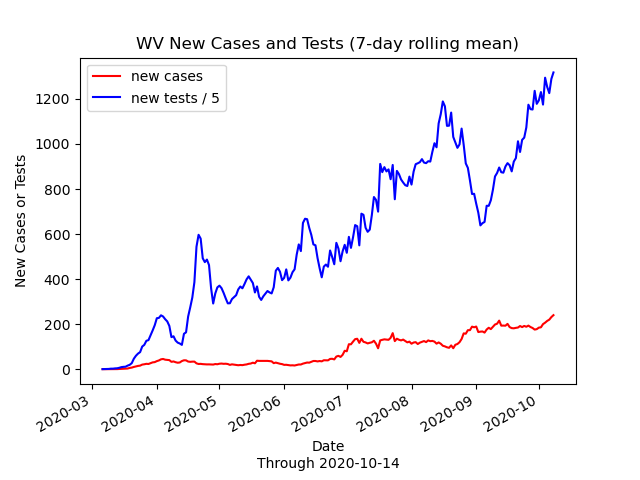 WV New Cases and Tests (7-day rolling mean)
new cases
new tests / 5
New Cases or Tests
1200
1000
800
600
400
200
0
2020-03
2020-04
2020-05
2020-06
2020-07
2020-08
2020-09
2020-10
Date
Through 2020-10-14